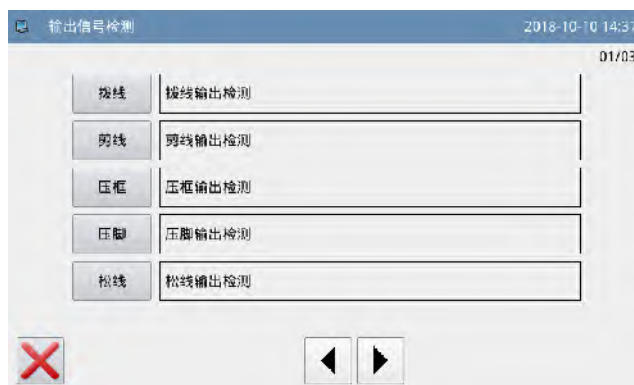 输出信号检测 2018-10-10 14:37
01/03
拨线 拨线输出检测
剪线 剪线输出检测
压框 压框输出检测
压脚 压脚输出检测
松线 松线输出检测